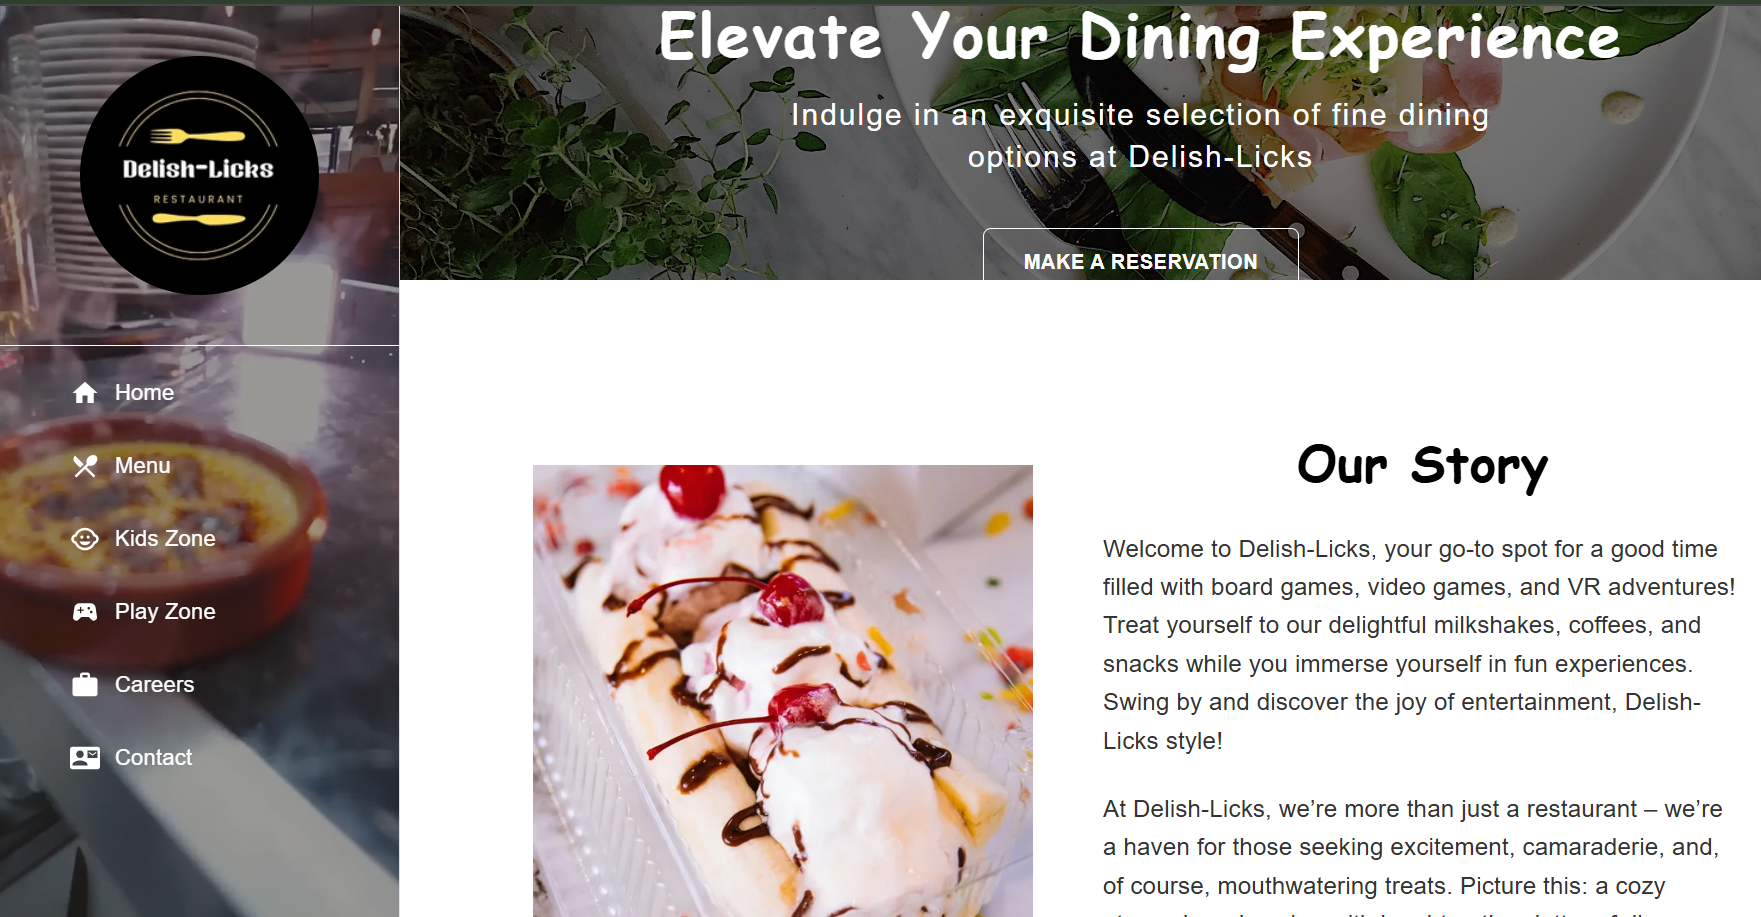 Delish-Licks
RESTAURANT
Home
Menu
Kids Zone
Play Zone
Careers
Contact
Elevate Your Dining Experience
Indulge in an exquisite selection of fine dining
options at Delish-Licks
MAKE A RESERVATION
Our Story
Welcome to Delish-Licks, your go-to spot for a good time
filled with board games, video games, and VR adventures!
Treat yourself to our delightful milkshakes, coffees, and
snacks while you immerse yourself in fun experiences.
Swing by and discover the joy of entertainment, Delish-
Licks style!
At Delish-Licks, we’re more than just a restaurant – we’re
a haven for those seeking excitement, camaraderie, and,
of course, mouthwatering treats. Picture this: a cozy